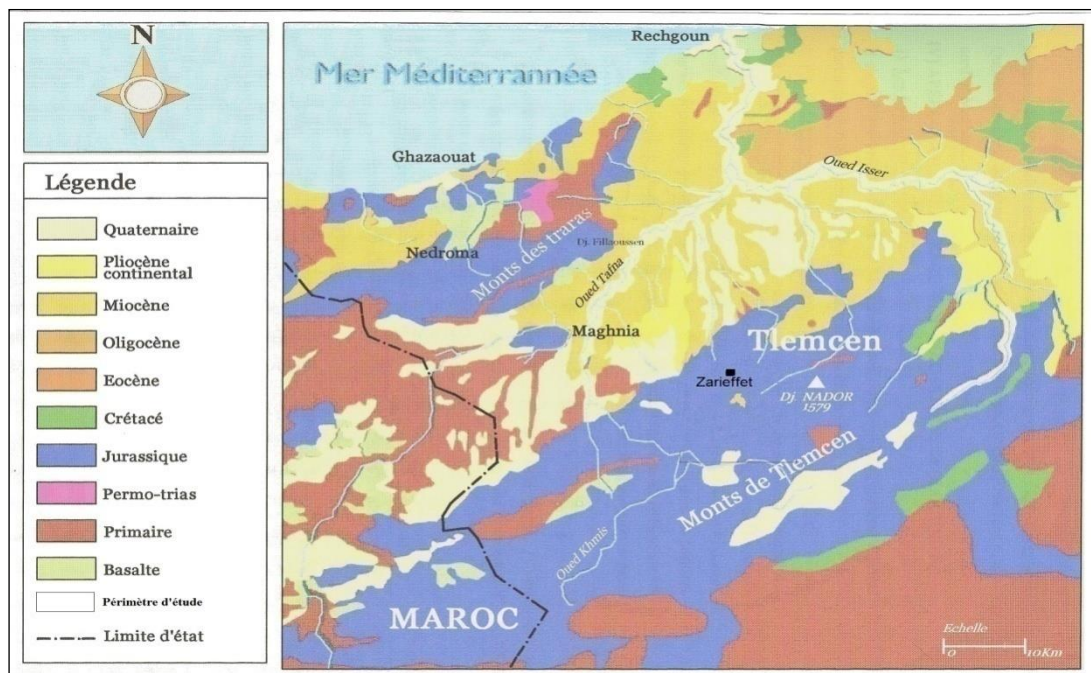 N
Légende
Quaternaire
Pliocène
continental
Miocène
Oligocène
Eocène
Crétacé
Jurassique
Permo-trias
Primaire
Basalte
Périmètre d'étude
Limite d'état
Rechgoun
Mer Méditerrannée
Ghazaouat
Oued Isser
Monts des traras
Dj. Fillaoussen
Nedroma
Oued Tafna
Maghnia
Tlemcen
Zarieffet
Dj. NADOR
1579
Monts de Tlemcen
Oued Khmis
MAROC
Echelle
0 10Km